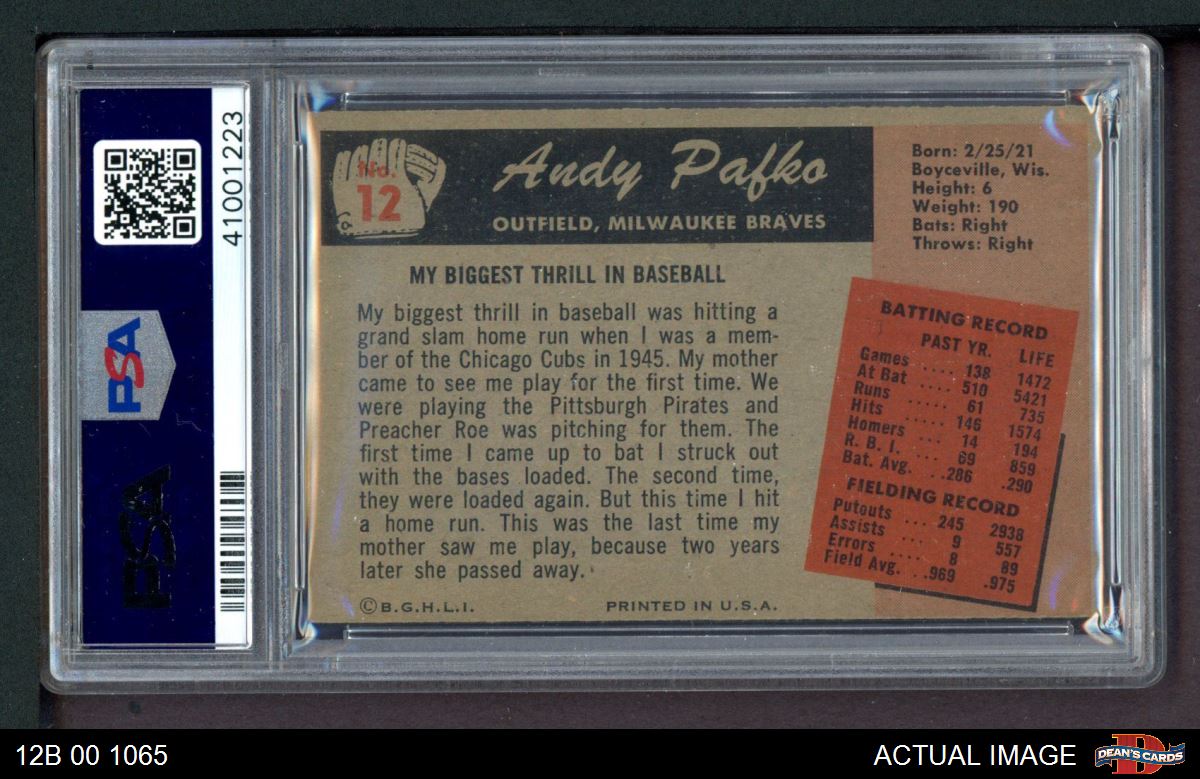 41001223
PSA
PSA
No.
12
Andy Pafko
OUTFIELD, MILWAUKEE BRAVES
Born: 2/25/21
Boyceville, Wis.
Height: 6
Weight: 190
Bats: Right
Throws: Right
MY BIGGEST THRILL IN BASEBALL
My biggest thrill in baseball was hitting a
grand slam home run when I was a mem-
ber of the Chicago Cubs in 1945. My mother
came to see me play for the first time. We
were playing the Pittsburgh Pirates and
Preacher Roe was pitching for them. The
first time I came up to bat I struck out
with the bases loaded. The second time,
they were loaded again. But this time I hit
a home run. This was the last time my
mother saw me play, because two years
later she passed away.
©B.G.H.L.I.
PRINTED IN U.S.A.
BATTING RECORD
PAST YR. LIFE
Games .... 138 1472
At Bat .... 510 5421
Runs ..... 61 735
Hits ..... 146 1574
Homers ... 14 194
R. B. I. ... 69 859
Bat. Avg. .286 .290
FIELDING RECORD
Putouts ... 245 2938
Assists ... 9 557
Errors .... 8 89
Field Avg. ..969 .975
12B 00 1065
ACTUAL IMAGE
DEAN'S CARDS